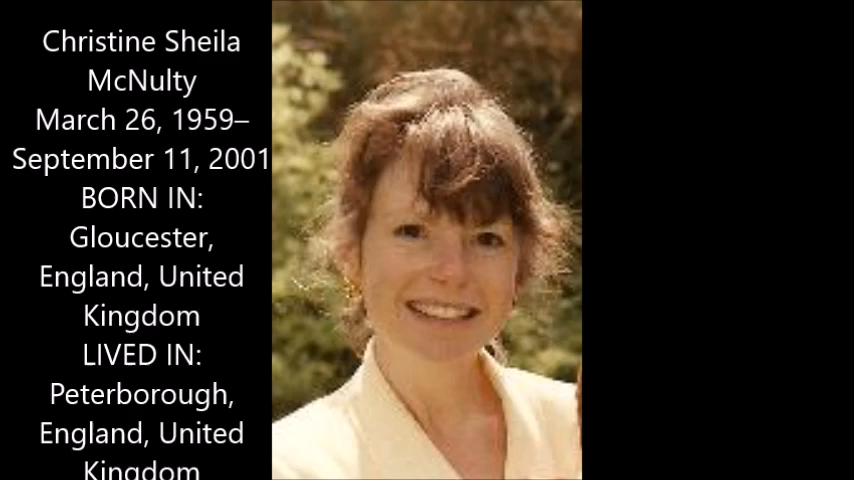 Christine Sheila
McNulty
March 26, 1959–
September 11, 2001
BORN IN:
Gloucester,
England, United
Kingdom
LIVED IN:
Peterborough,
England, United
Kingdom